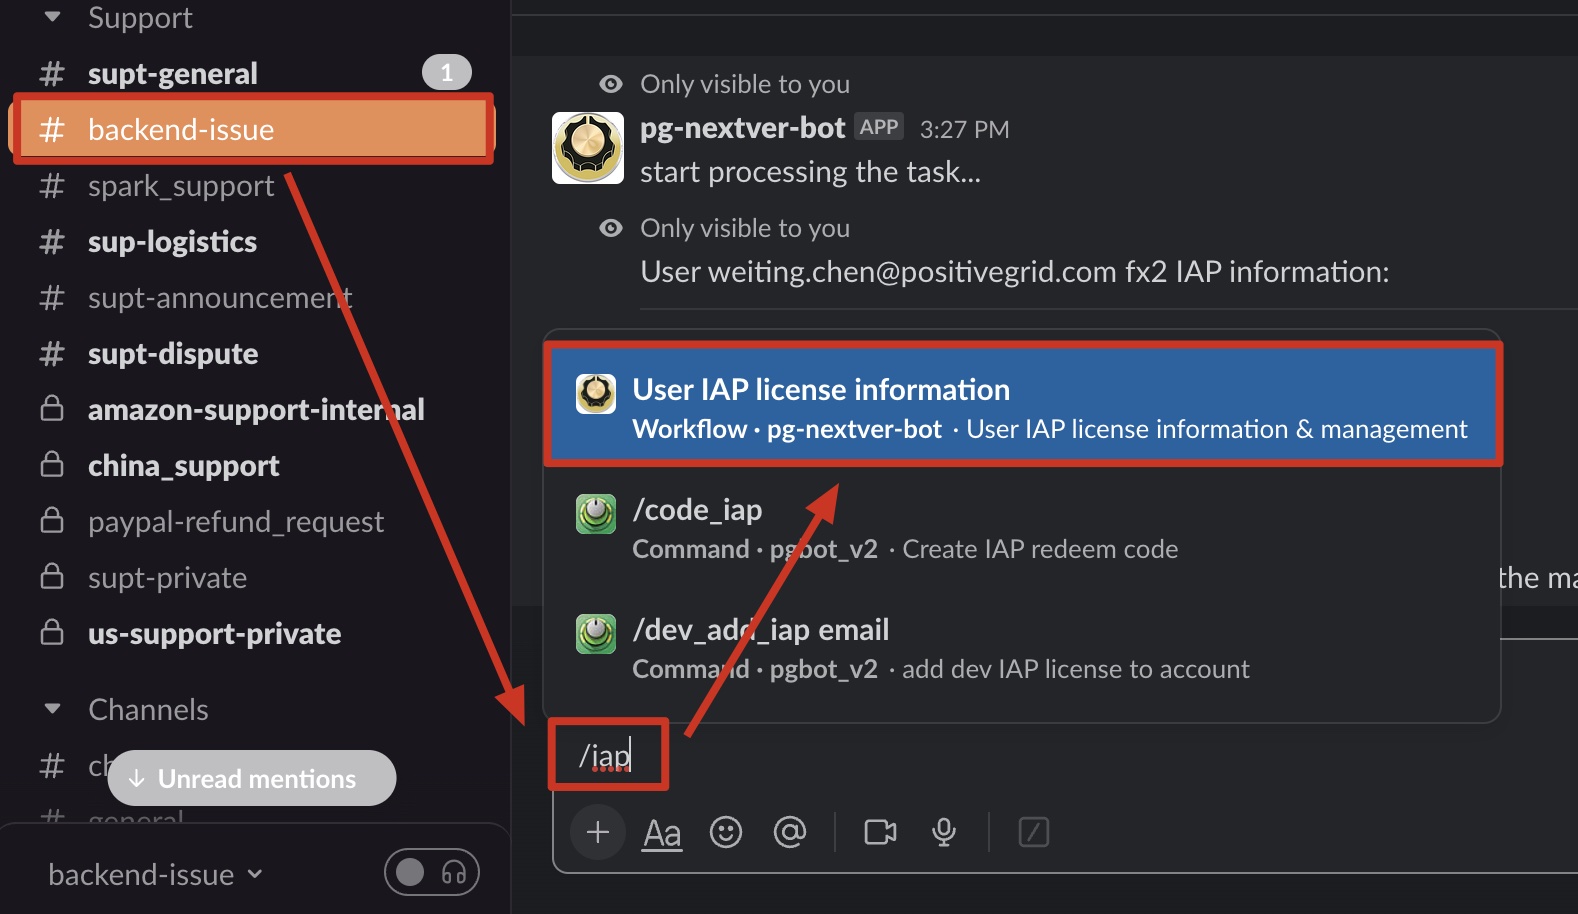 Support
# supt-general 1
# backend-issue
# spark_support
# sup-logistics
# supt-announcement
# supt-dispute
amazon-support-internal
china_support
paypal-refund_request
supt-private
us-support-private
Channels
#
Unread mentions
# general
backend-issue
Only visible to you
pg-nextver-bot APP 3:27 PM
start processing the task...
Only visible to you
User weiting.chen@positivegrid.com fx2 IAP information:
User IAP license information
Workflow · pg-nextver-bot · User IAP license information & management
/code_iap
Command · pgbot_v2 · Create IAP redeem code
/dev_add_iap email
Command · pgbot_v2 · add dev IAP license to account
the
/iap
Aa